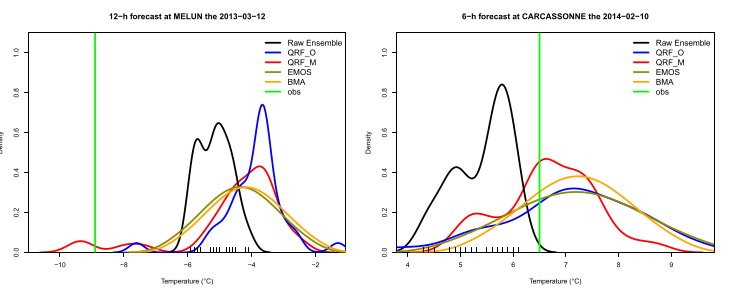 12−h forecast at MELUN the 2013−03−12
Density
0.0 0.2 0.4 0.6 0.8 1.0
Raw Ensemble
QRF_O
QRF_M
EMOS
BMA
obs
−10 −8 −6 −4 −2
Temperature (°C)
6−h forecast at CARCASSONNE the 2014−02−10
Density
0.0 0.2 0.4 0.6 0.8 1.0
Raw Ensemble
QRF_O
QRF_M
EMOS
BMA
obs
4 5 6 7 8 9
Temperature (°C)